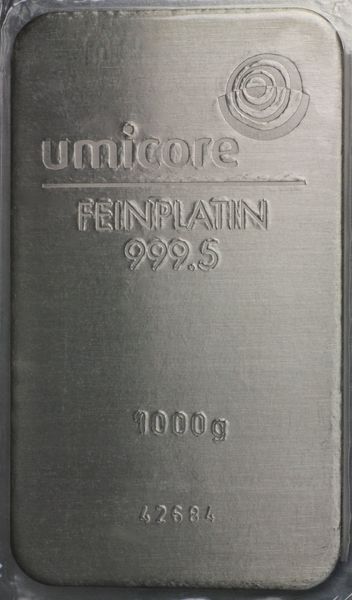 umicore
FEINPLATIN
999.5
1000g
42684